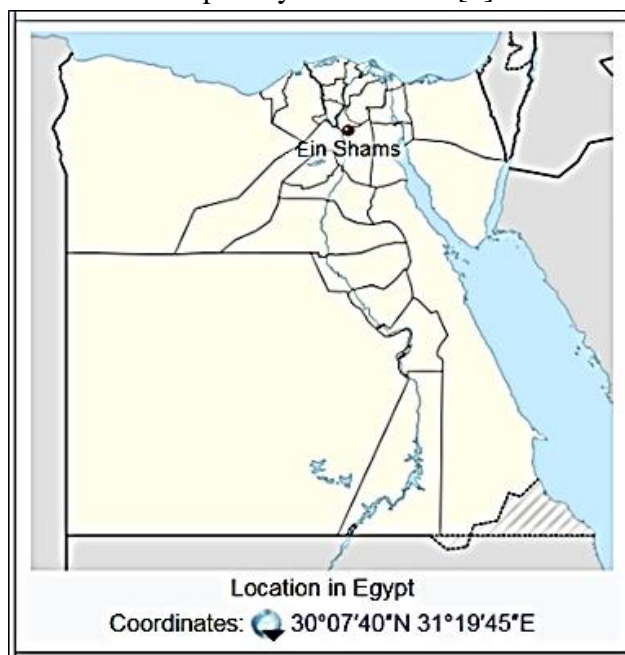 Ein Shams
Location in Egypt
Coordinates: 30°07′40″N 31°19′45″E